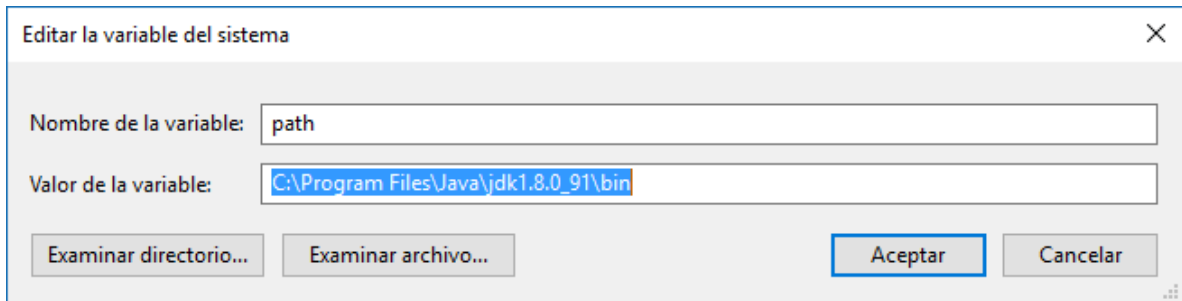 Editar la variable del sistema
Nombre de la variable: path
Valor de la variable: C:\Program Files\Java\jdk1.8.0_91\bin
Examinar directorio... Examinar archivo... Aceptar Cancelar